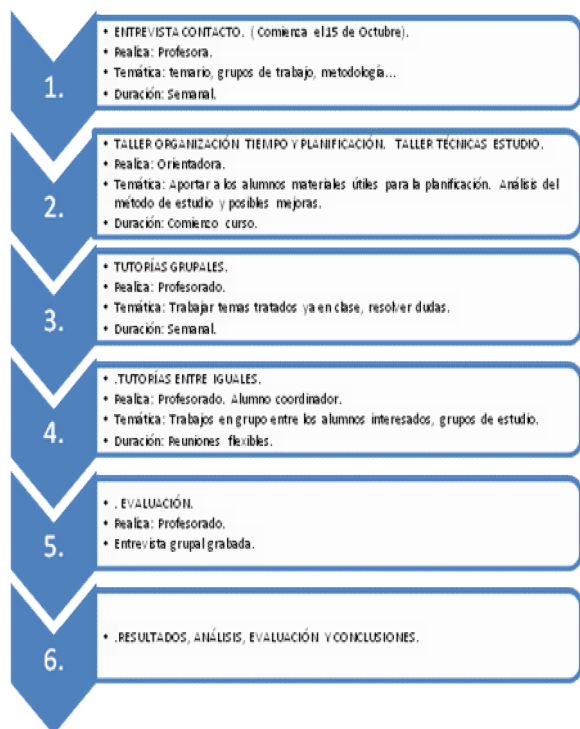 1.
• ENTREVISTA CONTACTO. ( Comienza el 15 de Octubre).
• Realiza: Profesora.
• Temática: temario, grupos de trabajo, metodología...
• Duración: Semanal.
2.
• TALLER ORGANIZACIÓN TIEMPO Y PLANIFICACIÓN. TALLER TÉCNICAS ESTUDIO.
• Realiza: Orientadora.
• Temática: Aportar a los alumnos materiales útiles para la planificación. Análisis del
método de estudio y posibles mejoras.
• Duración: Comienzo curso.
3.
• TUTORÍAS GRUPALES.
• Realiza: Profesorado.
• Temática: Trabajar temas tratados ya en clase, resolver dudas.
• Duración: Semanal.
4.
• .TUTORÍAS ENTRE IGUALES.
• Realiza: Profesorado. Alumno coordinador.
• Temática: Trabajos en grupo entre los alumnos interesados, grupos de estudio.
• Duración: Reuniones flexibles.
5.
• . EVALUACIÓN.
• Realiza: Profesorado.
• Entrevista grupal grabada.
6.
• .RESULTADOS, ANÁLISIS, EVALUACIÓN Y CONCLUSIONES.